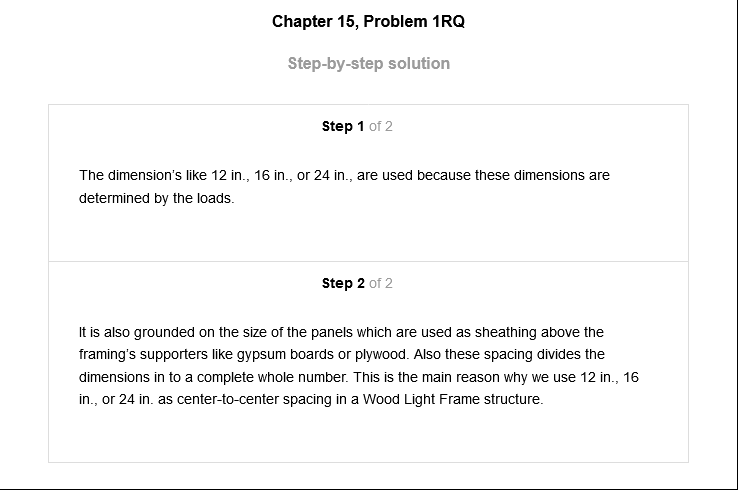 Chapter 15, Problem 1RQ
Step-by-step solution
Step 1 of 2
The dimension's like 12 in., 16 in., or 24 in., are used because these dimensions are
determined by the loads.
Step 2 of 2
It is also grounded on the size of the panels which are used as sheathing above the
framing's supporters like gypsum boards or plywood. Also these spacing divides the
dimensions in to a complete whole number. This is the main reason why we use 12 in., 16
in., or 24 in. as center-to-center spacing in a Wood Light Frame structure.